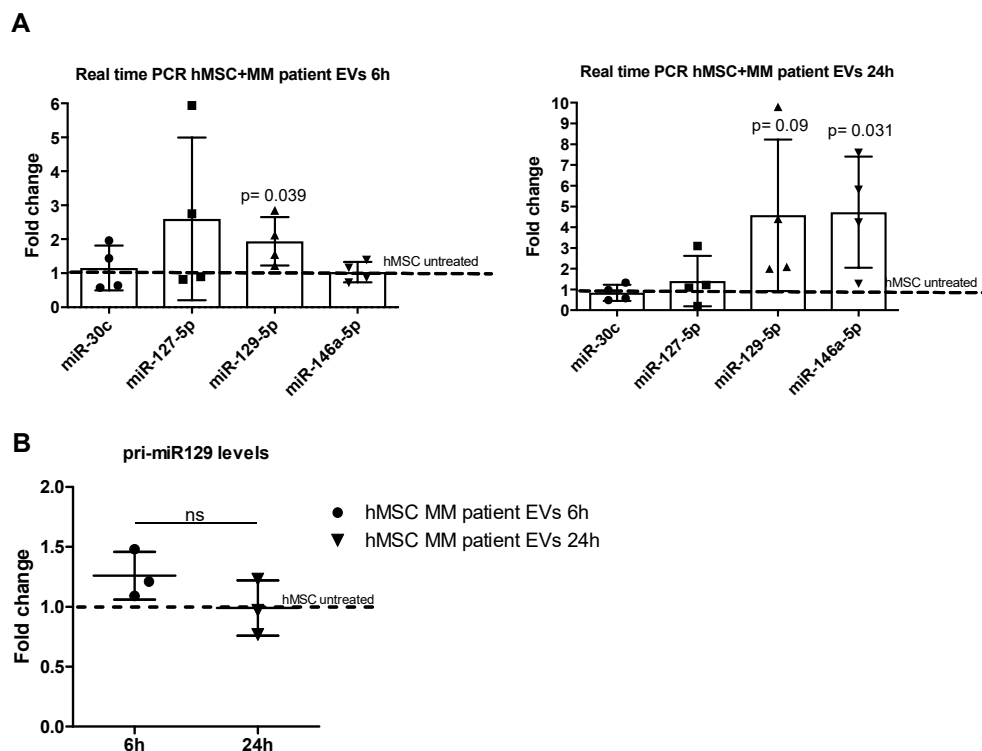 A
Real time PCR hMSC+MM patient EVs 6h
Fold change
6
5
4
3
2
1
0
p= 0.039
hMSC untreated
miR-30c
miR-127-5p
miR-129-5p
miR-146a-5p
Real time PCR hMSC+MM patient EVs 24h
Fold change
10
9
8
7
6
5
4
3
2
1
0
p= 0.09
p= 0.031
hMSC untreated
miR-30c
miR-127-5p
miR-129-5p
miR-146a-5p
B
pri-miR129 levels
Fold change
2.0
1.5
1.0
0.5
0.0
ns
hMSC untreated
6h
24h
hMSC MM patient EVs 6h
hMSC MM patient EVs 24h